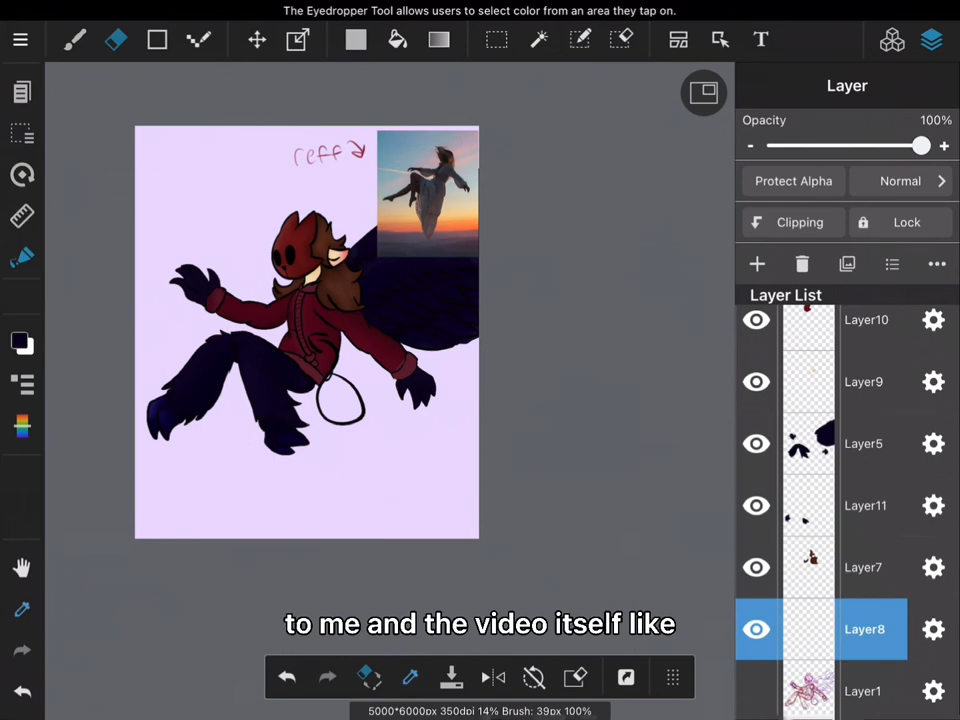 The Eyedropper Tool allows users to select color from an area they tap on.
T
Layer
Opacity 100%
- +
Protect Alpha Normal
Clipping Lock
Layer List
reff
Layer10
Layer9
Layer5
Layer11
Layer7
Layer8
Layer1
to me and the video itself like
5000*6000px 350dpi 14% Brush: 39px 100%